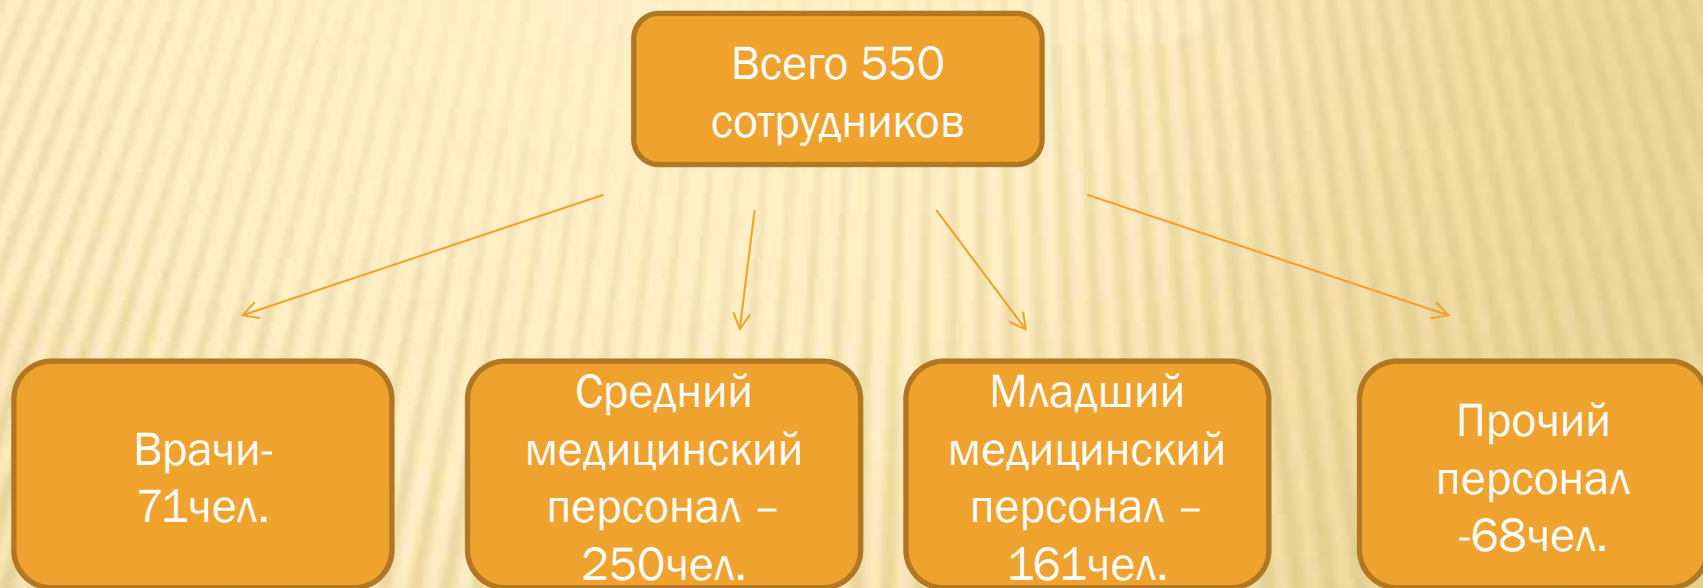 Всего 550
сотрудников
Врачи-
71чел.
Средний
медицинский
персонал –
250чел.
Младший
медицинский
персонал –
161чел.
Прочий
персонал
-68чел.